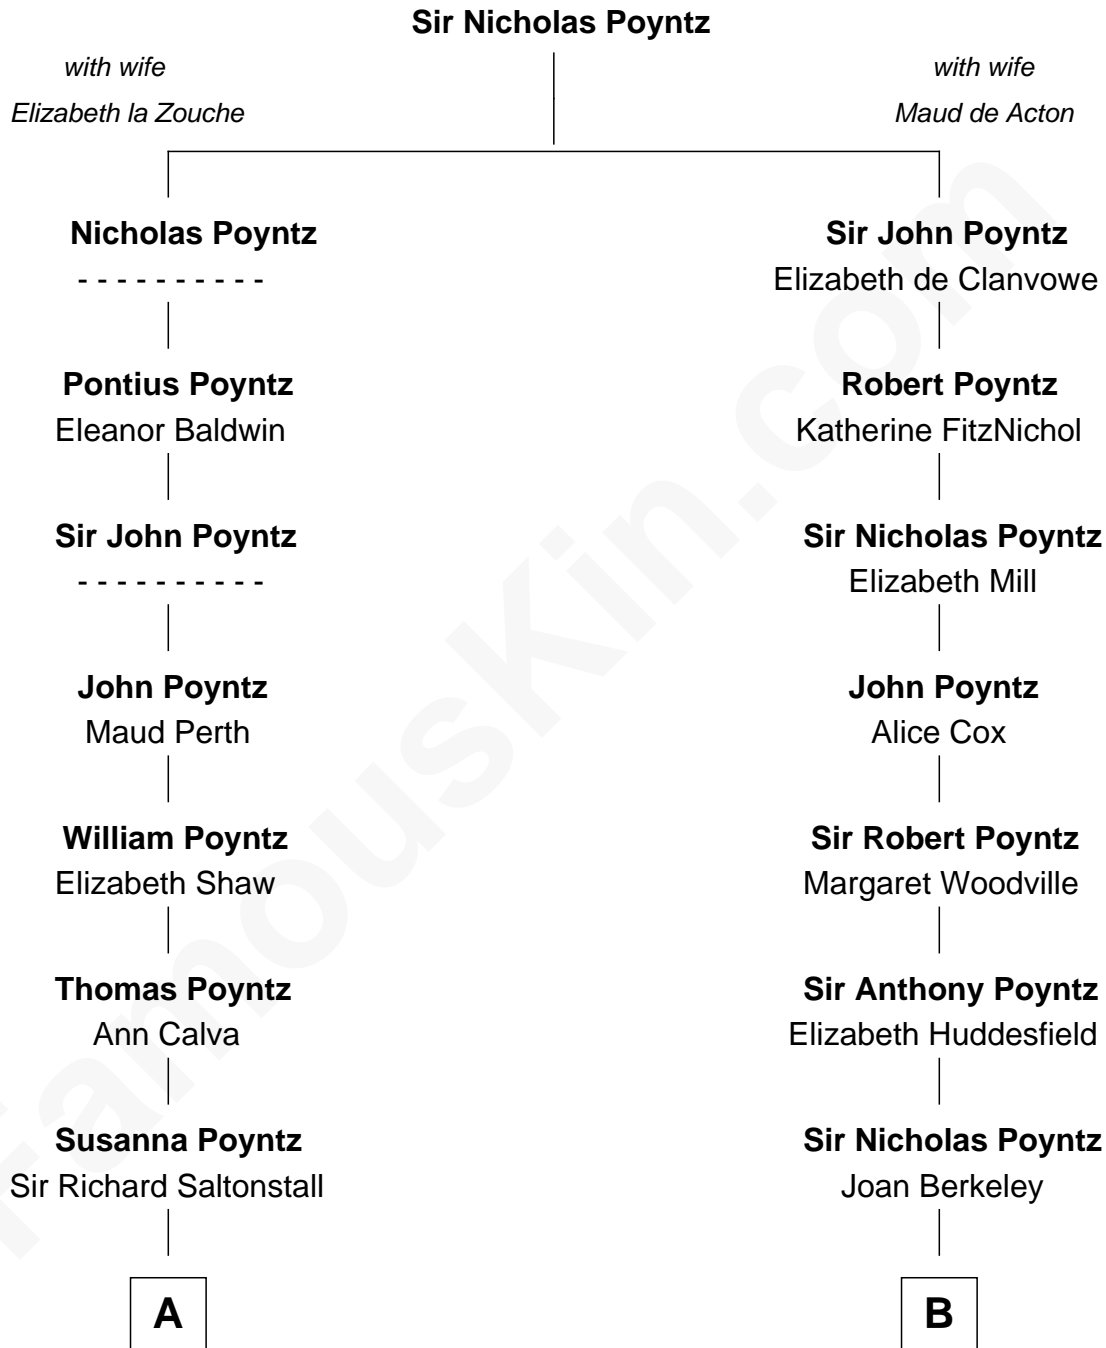 Sir Nicholas Poyntz
with wife
Elizabeth la Zouche
with wife
Maud de Acton
Nicholas Poyntz
- - - - - - - - - -
Sir John Poyntz
Elizabeth de Clanvowe
Pontius Poyntz
Eleanor Baldwin
Robert Poyntz
Katherine FitzNichol
Sir John Poyntz
- - - - - - - - - -
Sir Nicholas Poyntz
Elizabeth Mill
John Poyntz
Maud Perth
John Poyntz
Alice Cox
William Poyntz
Elizabeth Shaw
Sir Robert Poyntz
Margaret Woodville
Thomas Poyntz
Ann Calva
Sir Anthony Poyntz
Elizabeth Huddesfield
Susanna Poyntz
Sir Richard Saltonstall
Sir Nicholas Poyntz
Joan Berkeley
A
B
FamousKin.com